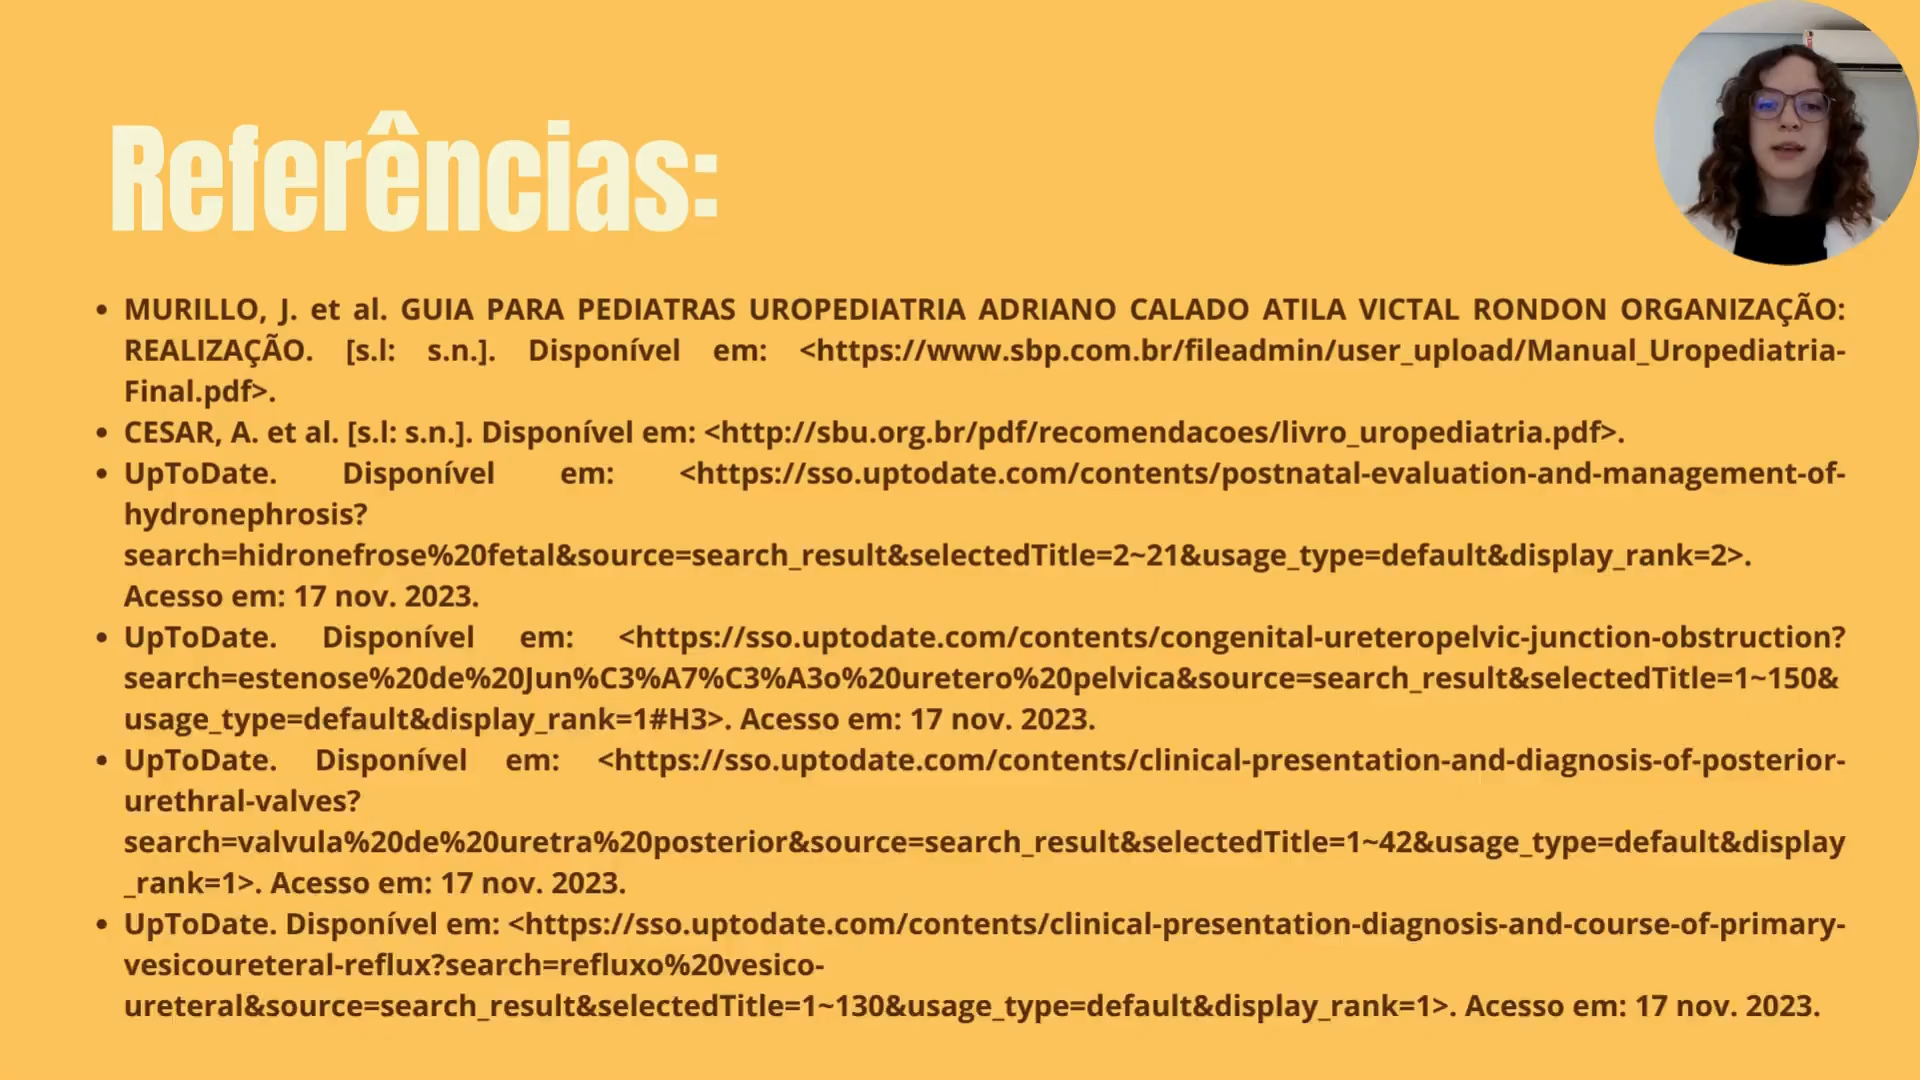 Referências:
• MURILLO, J. et al. GUIA PARA PEDIATRAS UROPEDIATRIA ADRIANO CALADO ATILA VICTAL RONDON ORGANIZAÇÃO:
REALIZAÇÃO. [s.l: s.n.]. Disponível em: <https://www.sbp.com.br/fileadmin/user_upload/Manual_Uropediatria-
Final.pdf>.
• CESAR, A. et al. [s.l: s.n.]. Disponível em: <http://sbu.org.br/pdf/recomendacoes/livro_uropediatria.pdf>.
• UpToDate. Disponível em: <https://sso.uptodate.com/contents/postnatal-evaluation-and-management-of-
hydronephrosis?
search=hidronefrose%20fetal&source=search_result&selectedTitle=2~21&usage_type=default&display_rank=2>.
Acesso em: 17 nov. 2023.
• UpToDate. Disponível em: <https://sso.uptodate.com/contents/congenital-ureteropelvic-junction-obstruction?
search=estenose%20de%20Jun%C3%A7%C3%A3o%20uretero%20pelvica&source=search_result&selectedTitle=1~150&
usage_type=default&display_rank=1#H3>. Acesso em: 17 nov. 2023.
• UpToDate. Disponível em: <https://sso.uptodate.com/contents/clinical-presentation-and-diagnosis-of-posterior-
urethral-valves?
search=valvula%20de%20uretra%20posterior&source=search_result&selectedTitle=1~42&usage_type=default&display
_rank=1>. Acesso em: 17 nov. 2023.
• UpToDate. Disponível em: <https://sso.uptodate.com/contents/clinical-presentation-diagnosis-and-course-of-primary-
vesicoureteral-reflux?search=refluxo%20vesico-
ureteral&source=search_result&selectedTitle=1~130&usage_type=default&display_rank=1>. Acesso em: 17 nov. 2023.